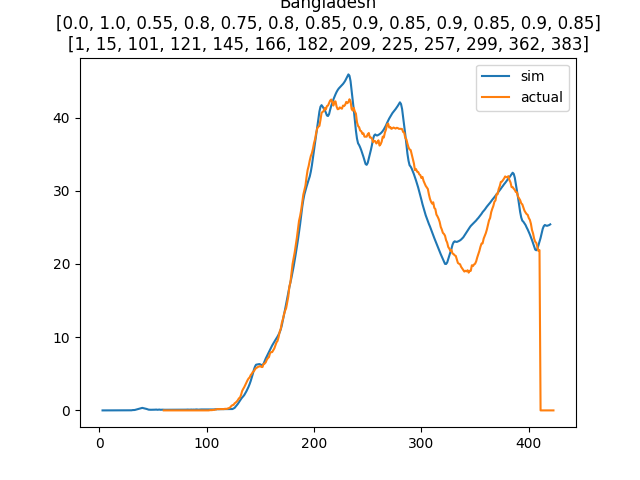 Bangladesh
[0.0, 1.0, 0.55, 0.8, 0.75, 0.8, 0.85, 0.9, 0.85, 0.9, 0.85, 0.9, 0.85]
[1, 15, 101, 121, 145, 166, 182, 209, 225, 257, 299, 362, 383]
sim
actual
40
30
20
10
0
0 100 200 300 400